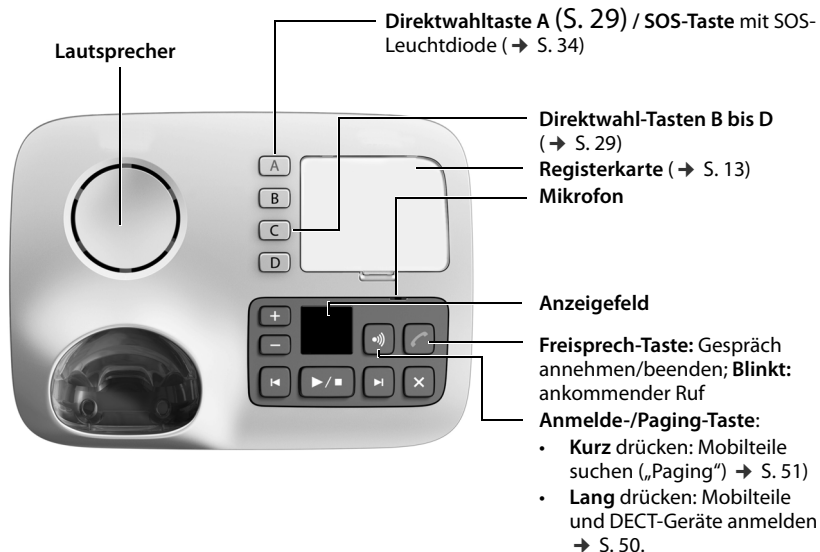 Direktwahltaste A (S. 29) / SOS-Taste mit SOS-
Leuchtdiode ( ➔ S. 34)
Lautsprecher
Direktwahl-Tasten B bis D
( ➔ S. 29)
Registerkarte ( ➔ S. 13)
Mikrofon
A
B
C
D
Anzeigefeld
Freisprech-Taste: Gespräch
annehmen/beenden; Blinkt:
ankommender Ruf
Anmelde-/Paging-Taste:
• Kurz drücken: Mobilteile
suchen („Paging") ➔ S. 51)
• Lang drücken: Mobilteile
und DECT-Geräte anmelden
➔ S. 50.